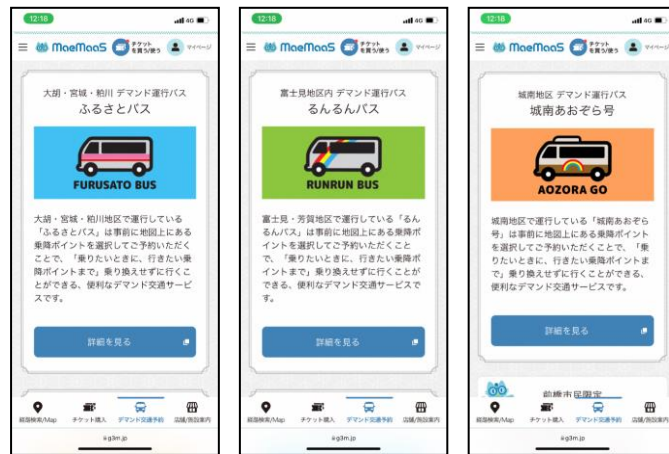 12:18
4G
MaeMaaS
チケット
を買う/使う
マイページ
大胡・宮城・粕川 デマンド運行バス
ふるさとバス
FURUSATO BUS
大胡・宮城・粕川地区で運行している
「ふるさとバス」は事前に地図上にある
乗降ポイントを選択してご予約いただく
ことで、「乗りたいときに、行きたい乗
降ポイントまで」乗り換えせずに行くこ
とができる、便利なデマンド交通サービ
スです。
詳細を見る
経路検索/Map
チケット購入
デマンド交通予約
店舗/施設案内
g3m.jp
12:18
4G
MaeMaaS
チケット
を買う/使う
マイページ
富士見地区内 デマンド運行バス
るんるんバス
RUNRUN BUS
富士見・芳賀地区で運行している「るん
るんバス」は事前に地図上にある乗降ポ
イントを選択してご予約いただくこと
で、「乗りたいときに、行きたい乗降ポ
イントまで」乗り換えせずに行くことが
できる、便利なデマンド交通サービスで
す。
詳細を見る
経路検索/Map
チケット購入
デマンド交通予約
店舗/施設案内
g3m.jp
12:18
4G
MaeMaaS
チケット
を買う/使う
マイページ
城南地区 デマンド運行バス
城南あおぞら号
AOZORA GO
城南地区で運行している「城南あおぞら
号」は事前に地図上にある乗降ポイント
を選択してご予約いただくことで、「乗
りたいときに、行きたい乗降ポイントま
で」乗り換えせずに行くことができる、
便利なデマンド交通サービスです。
詳細を見る
前橋市民限定
経路検索/Map
チケット購入
デマンド交通予約
店舗/施設案内
g3m.jp